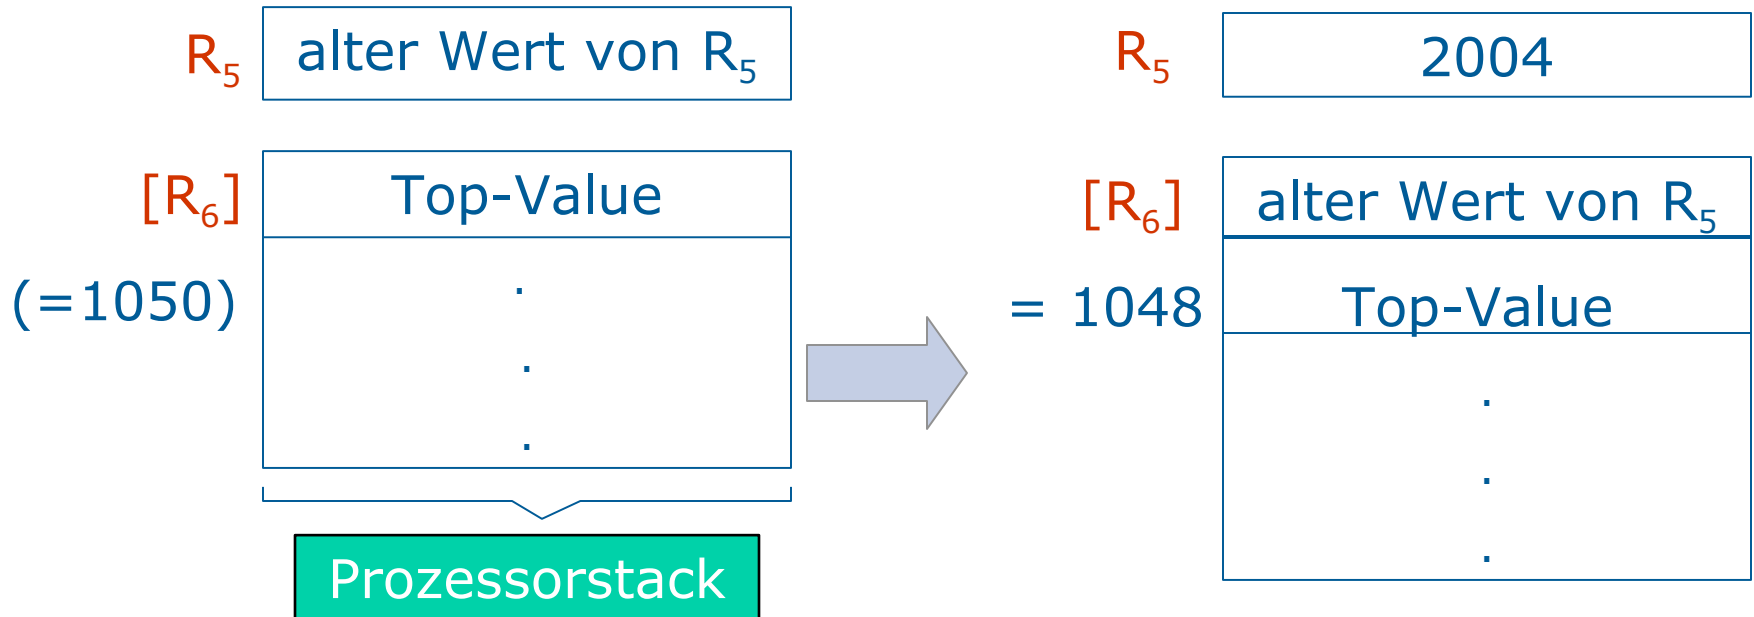 R₅ alter Wert von R₅
[R₆] Top-Value
(=1050) .
.
.
Prozessorstack
R₅ 2004
[R₆] alter Wert von R₅
= 1048 Top-Value
.
.
.